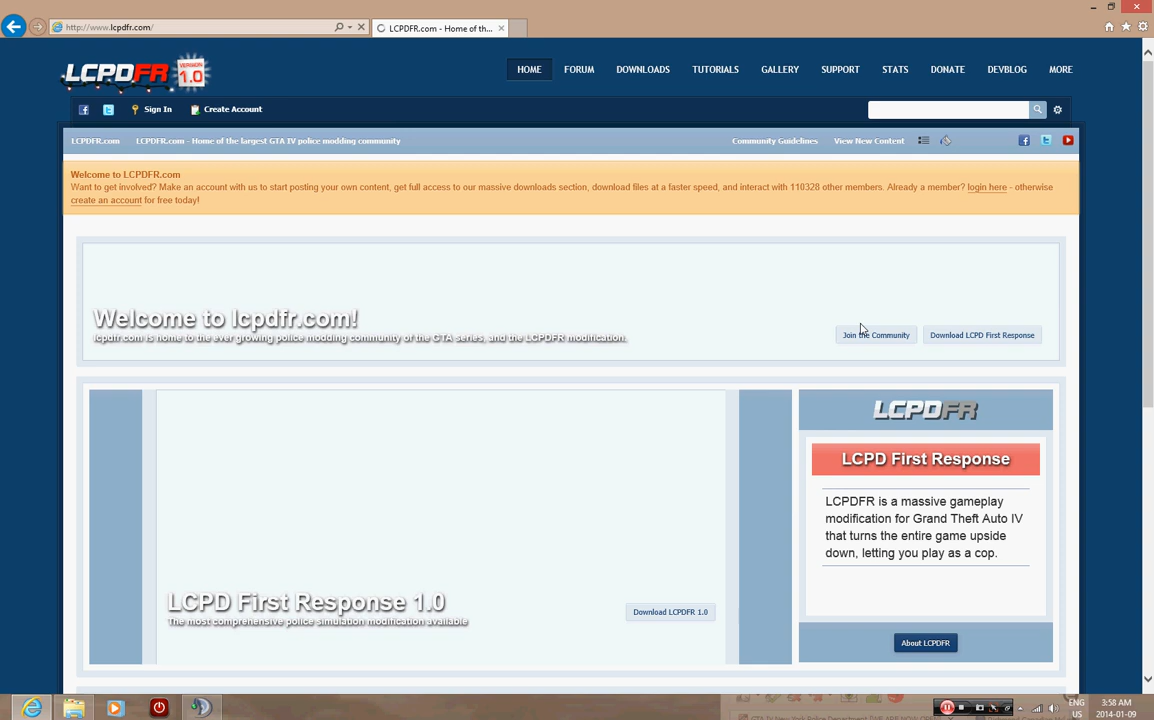 http://www.lcpdfr.com/
LCPDFR.com - Home of th...
LCPDFR VERSION 1.0
HOME FORUM DOWNLOADS TUTORIALS GALLERY SUPPORT STATS DONATE DEVBLOG MORE
Sign In Create Account
LCPDFR.com LCPDFR.com - Home of the largest GTA IV police modding community Community Guidelines View New Content
Welcome to LCPDFR.com
Want to get involved? Make an account with us to start posting your own content, get full access to our massive downloads section, download files at a faster speed, and interact with 110328 other members. Already a member? login here - otherwise
create an account for free today!
Welcome to lcpdfr.com!
lcpdfr.com is home to the ever growing police modding community of the GTA series, and the LCPDFR modification.
Join the Community Download LCPD First Response
LCPDFR
LCPD First Response
LCPDFR is a massive gameplay
modification for Grand Theft Auto IV
that turns the entire game upside
down, letting you play as a cop.
LCPD First Response 1.0
The most comprehensive police simulation modification available
Download LCPDFR 1.0
About LCPDFR
ENG
US
3:58 AM
2014-01-09